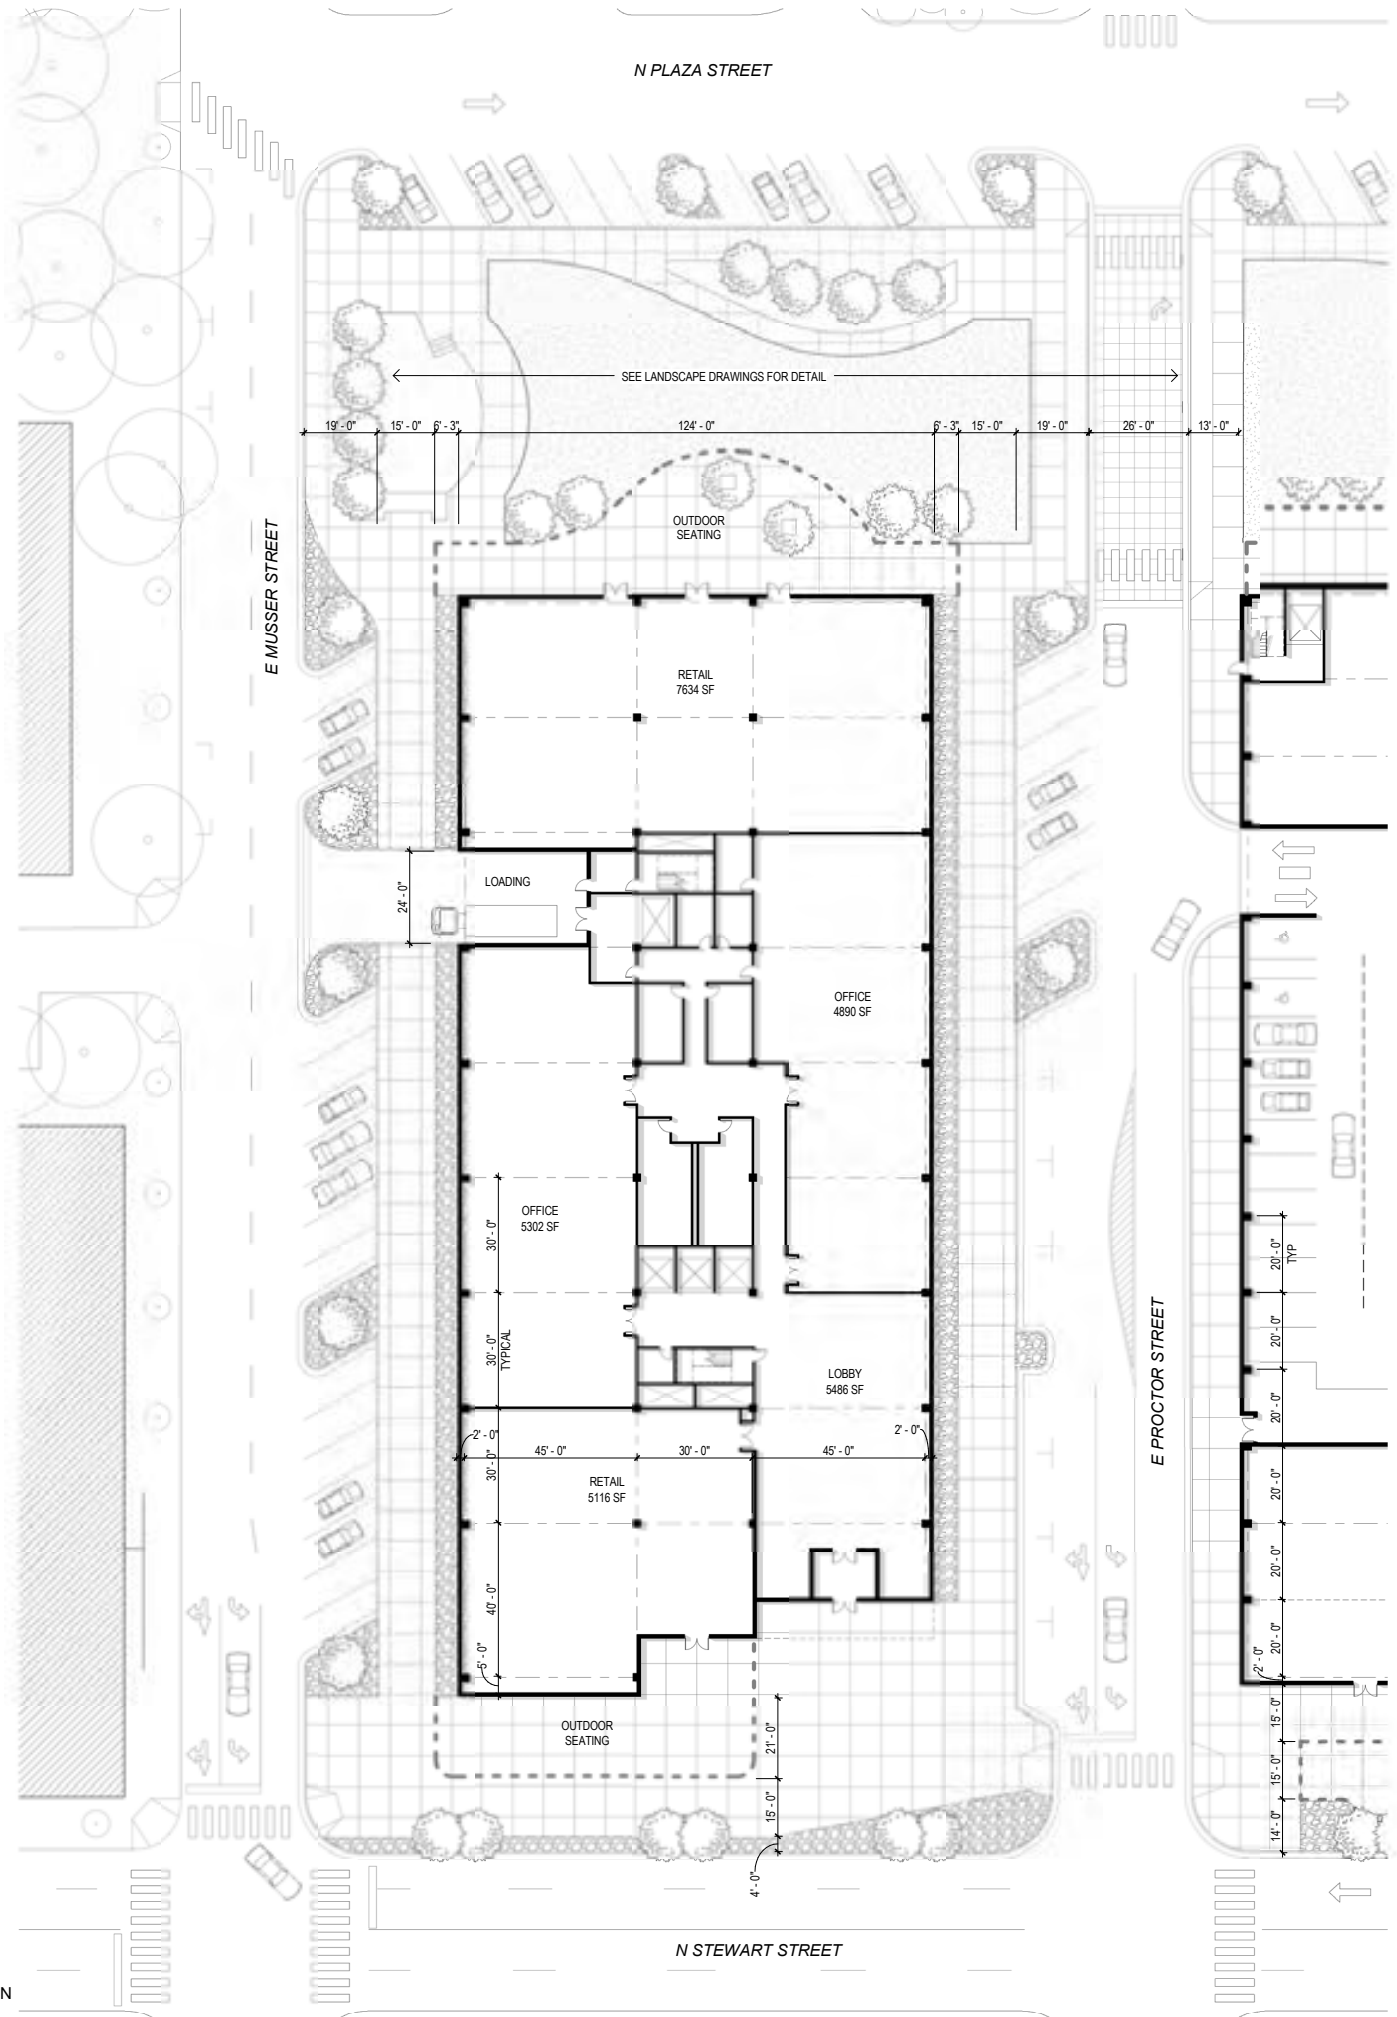 N PLAZA STREET
SEE LANDSCAPE DRAWINGS FOR DETAIL
19' - 0"
15' - 0"
6' - 3"
124' - 0"
6' - 3"
15' - 0"
19' - 0"
26' - 0"
13' - 0"
OUTDOOR
SEATING
E MUSSER STREET
RETAIL
7634 SF
LOADING
24' - 0"
OFFICE
4890 SF
OFFICE
5302 SF
30' - 0"
20' - 0"
TYP
30' - 0"
TYPICAL
20' - 0"
E PROCTOR STREET
LOBBY
5486 SF
20' - 0"
2' - 0"
45' - 0"
30' - 0"
45' - 0"
2' - 0"
30' - 0"
RETAIL
5116 SF
20' - 0"
40' - 0"
20' - 0"
5' - 0"
20' - 0"
2' - 0"
OUTDOOR
SEATING
21' - 0"
15' - 0"
15' - 0"
15' - 0"
14' - 0"
4' - 0"
N STEWART STREET
N